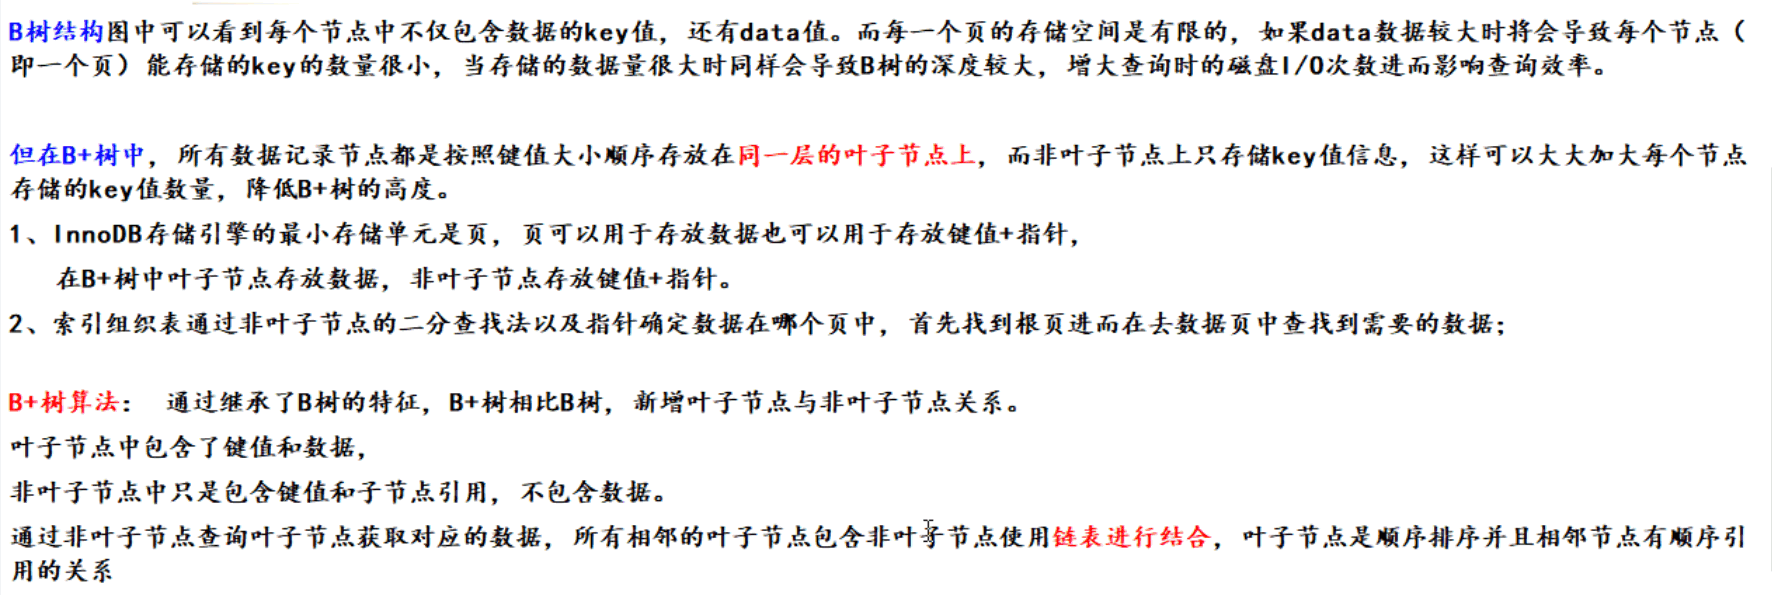 B树结构图中可以看到每个节点中不仅包含数据的key值，还有data值。而每一个页的存储空间是有限的，如果data数据较大时将会导致每个节点（
即一个页）能存储的key的数量很小，当存储的数据量很大时同样会导致B树的深度较大，增大查询时的磁盘I/O次数进而影响查询效率。
但在B+树中，所有数据记录节点都是按照键值大小顺序存放在同一层的叶子节点上，而非叶子节点上只存储key值信息，这样可以大大加大每个节点
存储的key值数量，降低B+树的高度。
1、InnoDB存储引擎的最小存储单元是页，页可以用于存放数据也可以用于存放键值+指针，
在B+树中叶子节点存放数据，非叶子节点存放键值+指针。
2、索引组织表通过非叶子节点的二分查找法以及指针确定数据在哪个页中，首先找到根页进而在去数据页中查找到需要的数据；
B+树算法： 通过继承了B树的特征，B+树相比B树，新增叶子节点与非叶子节点关系。
叶子节点中包含了键值和数据，
非叶子节点中只是包含键值和子节点引用，不包含数据。
通过非叶子节点查询叶子节点获取对应的数据，所有相邻的叶子节点包含非叶子节点使用链表进行结合，叶子节点是顺序排序并且相邻节点有顺序引
用的关系